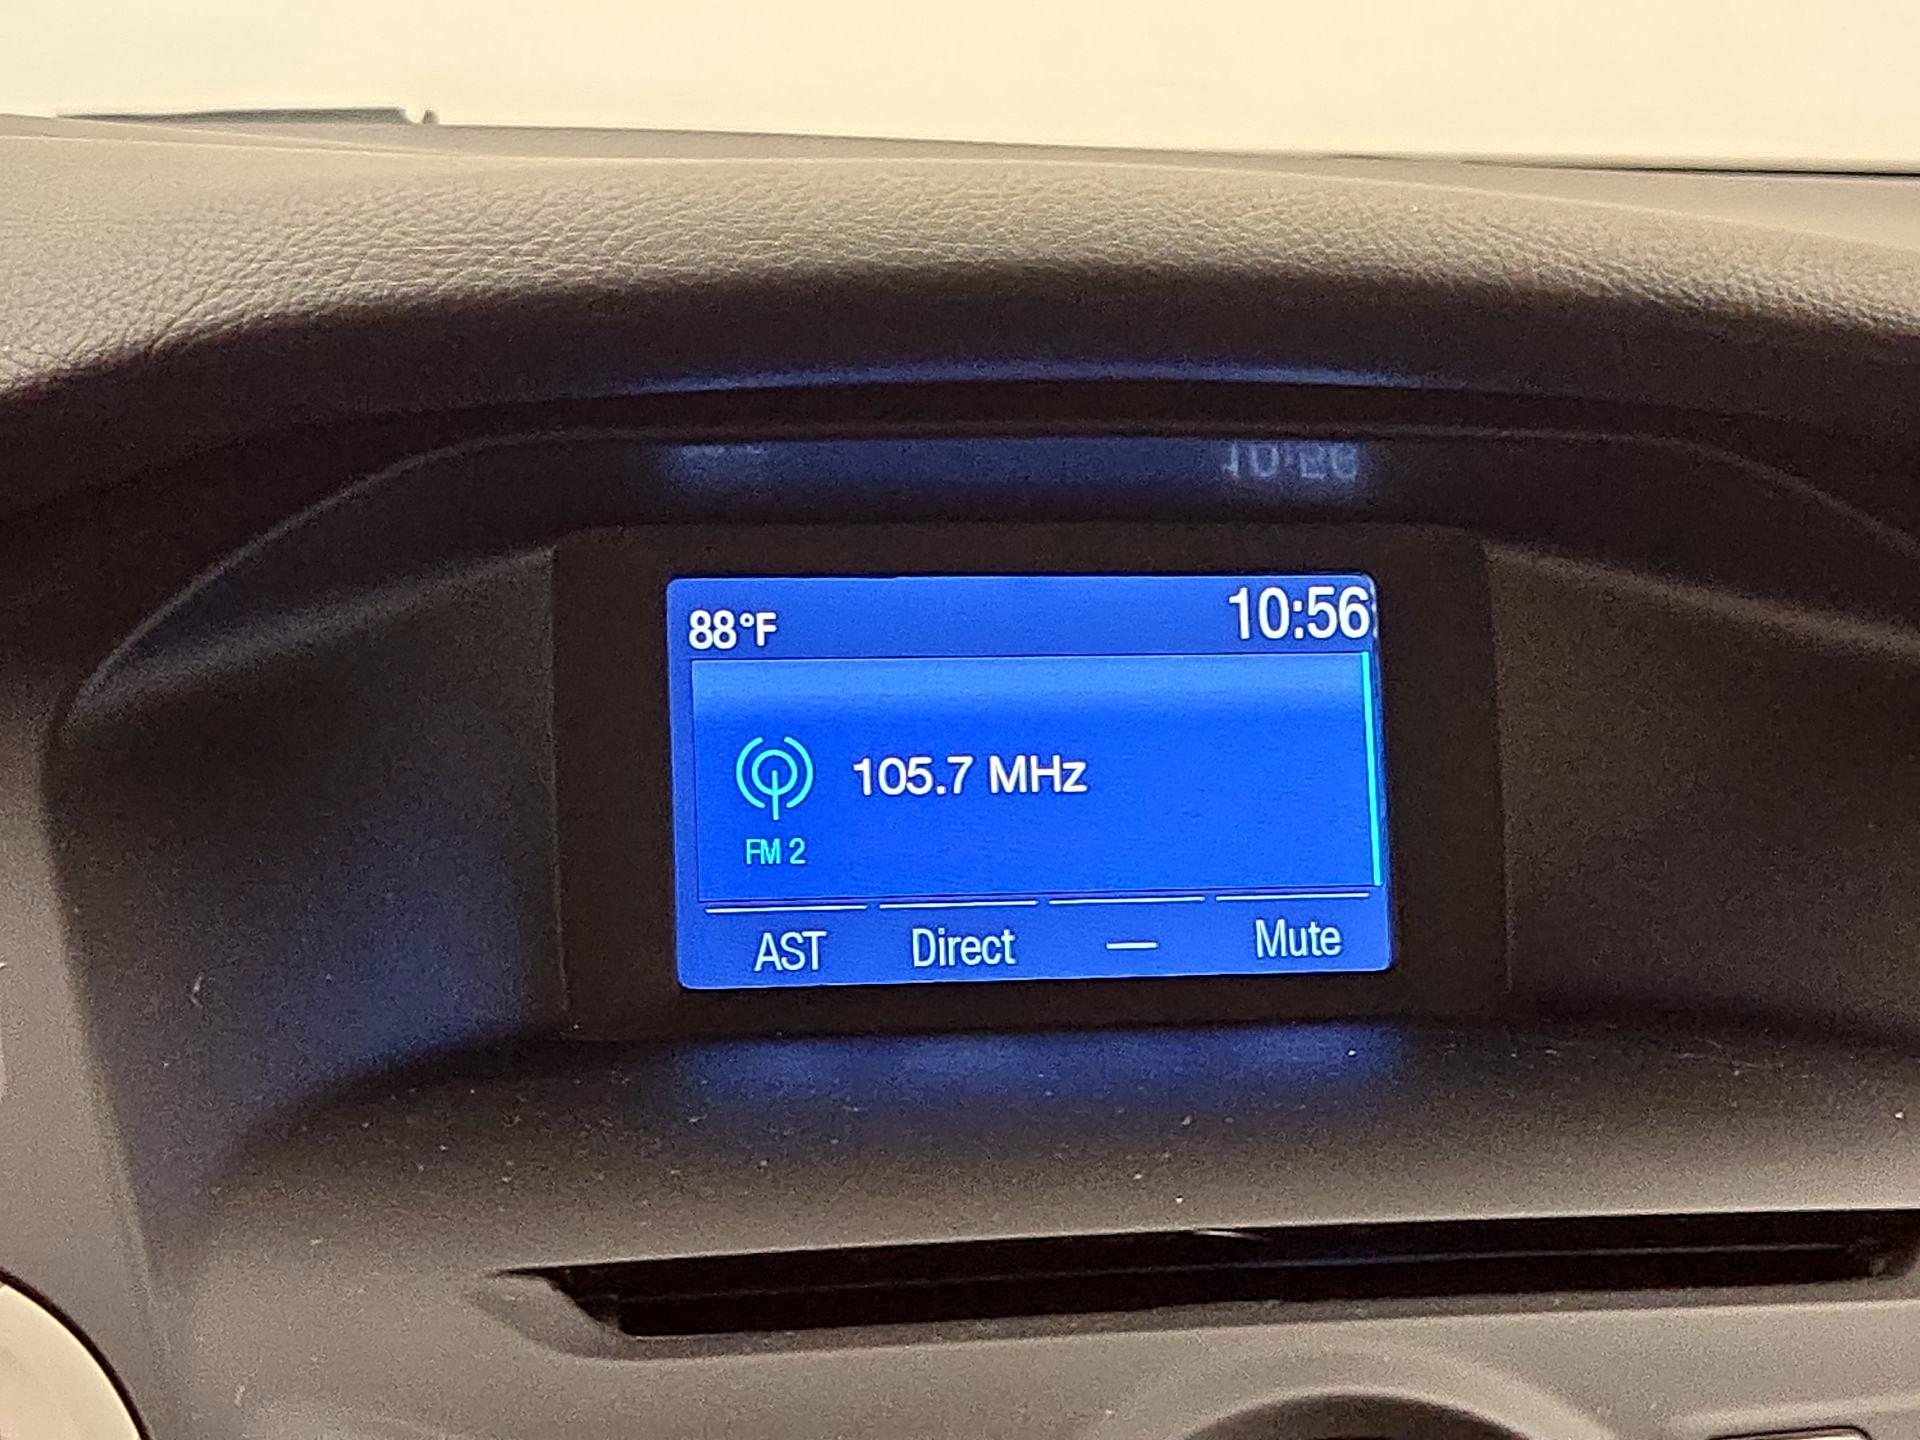 88°F 10:56
105.7 MHz
FM 2
AST Direct — Mute